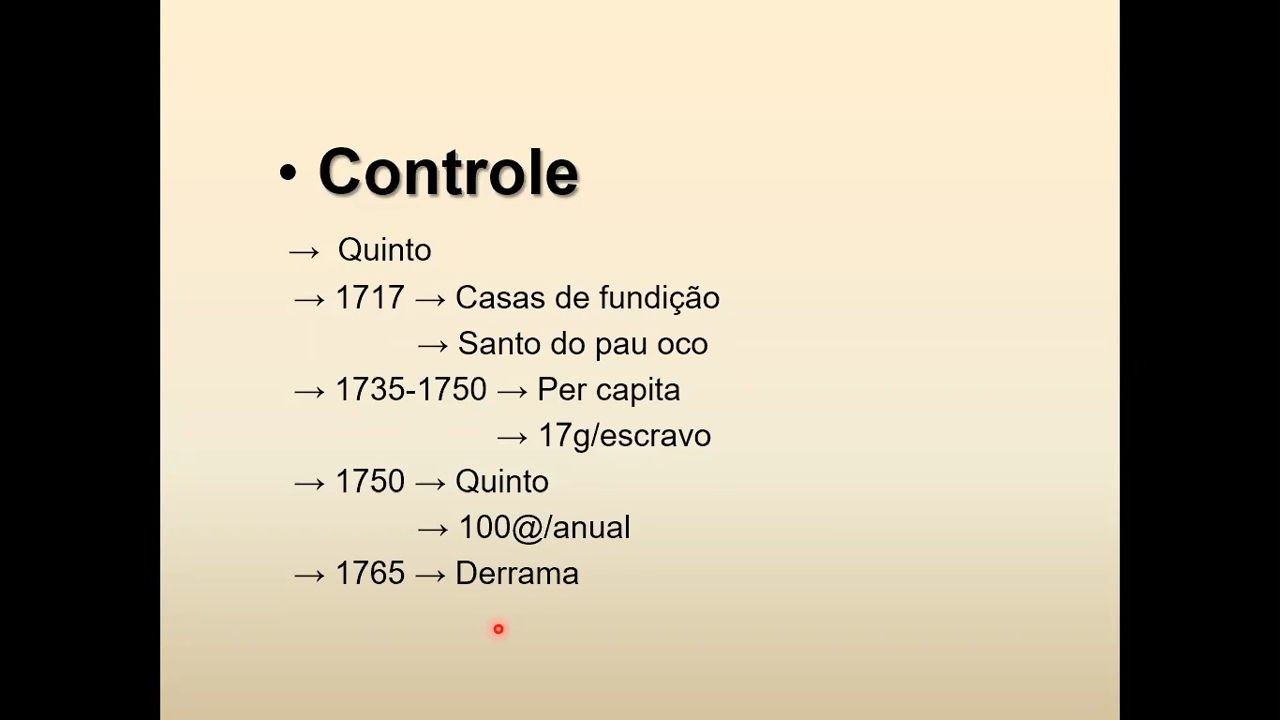 • Controle
→ Quinto
→ 1717 → Casas de fundição
→ Santo do pau oco
→ 1735-1750 → Per capita
→ 17g/escravo
→ 1750 → Quinto
→ 100@/anual
→ 1765 → Derrama